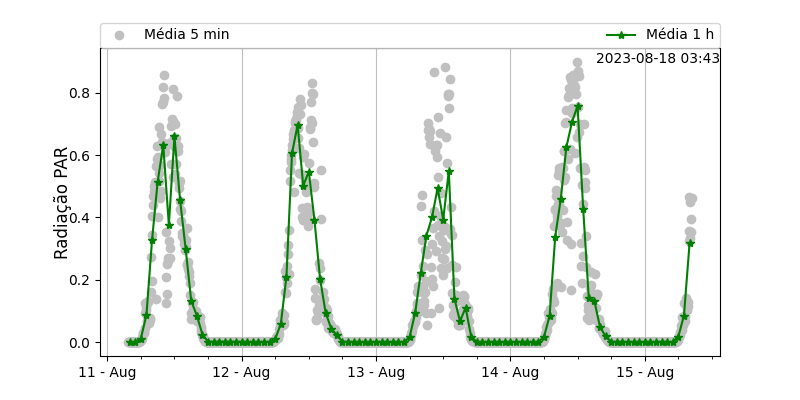 Média 5 min
Média 1 h
2023-08-18 03:43
Radiação PAR
0.8
0.6
0.4
0.2
0.0
11 - Aug
12 - Aug
13 - Aug
14 - Aug
15 - Aug